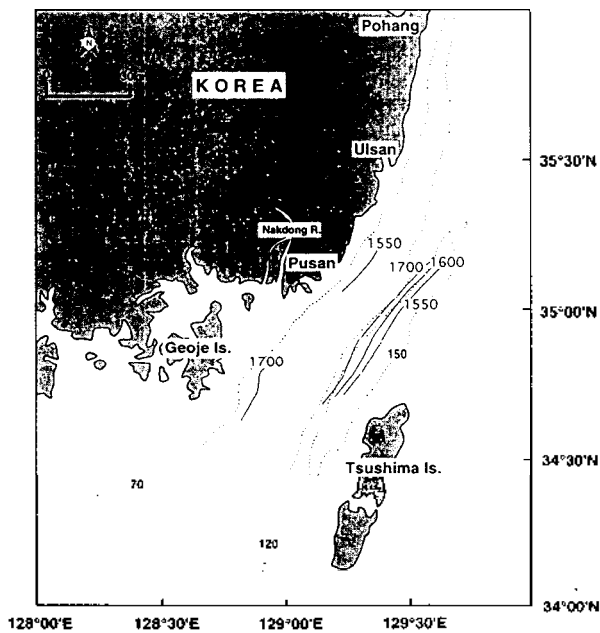 Pohang
N
KOREA
Ulsan
35°30'N
Nakdong R.
1550
Pusan
1700
1600
35°00'N
1550
Geoje Is.
150
1700
Tsushima Is.
34°30'N
70
120
34°00'N
128°00'E
128°30'E
129°00'E
129°30'E